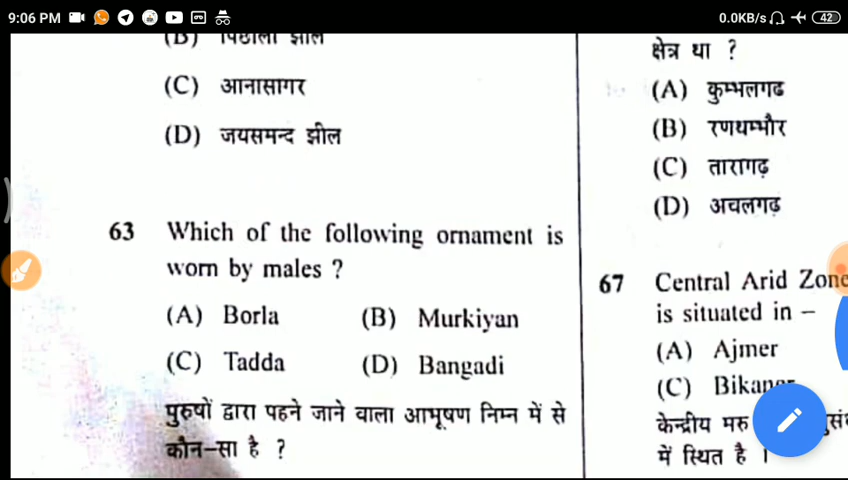 9:06 PM
0.0KB/s
42
(B) पिछोला झील
(C) आनासागर
(D) जयसमन्द झील
63 Which of the following ornament is
worn by males ?
(A) Borla (B) Murkiyan
(C) Tadda (D) Bangadi
पुरुषों द्वारा पहने जाने वाला आभूषण निम्न में से
कौन-सा है ?
क्षेत्र था ?
(A) कुम्भलगढ
(B) रणथम्भौर
(C) तारागढ़
(D) अचलगढ़
67 Central Arid Zone
is situated in –
(A) Ajmer
(C) Bikaner
केन्द्रीय मरु
में स्थित है ।